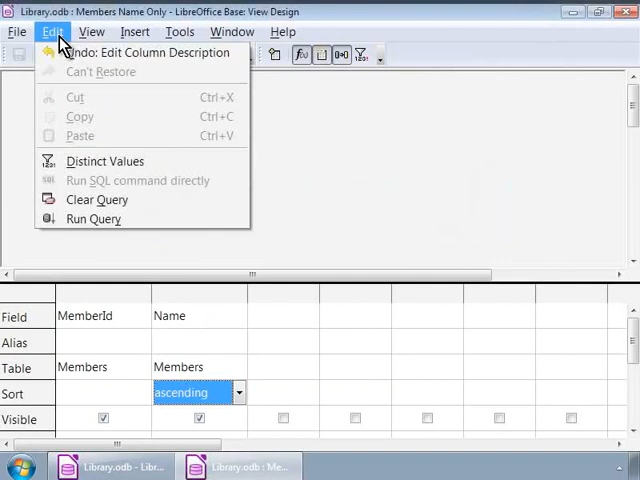 Library.odb : Members Name Only - LibreOffice Base: View Design
File Edit View Insert Tools Window Help
Undo: Edit Column Description
Can't Restore
Cut Ctrl+X
Copy Ctrl+C
Paste Ctrl+V
Distinct Values
SQL Run SQL command directly
Clear Query
Run Query
Field MemberId Name
Alias
Table Members Members
Sort ascending
Visible
Library.odb - Libr... Library.odb : Me...